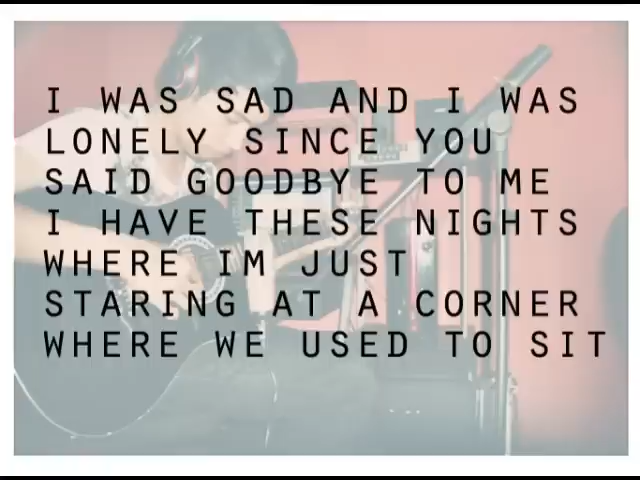 I WAS SAD AND I WAS
LONELY SINCE YOU
SAID GOODBYE TO ME
I HAVE THESE NIGHTS
WHERE IM JUST
STARING AT A CORNER
WHERE WE USED TO SIT